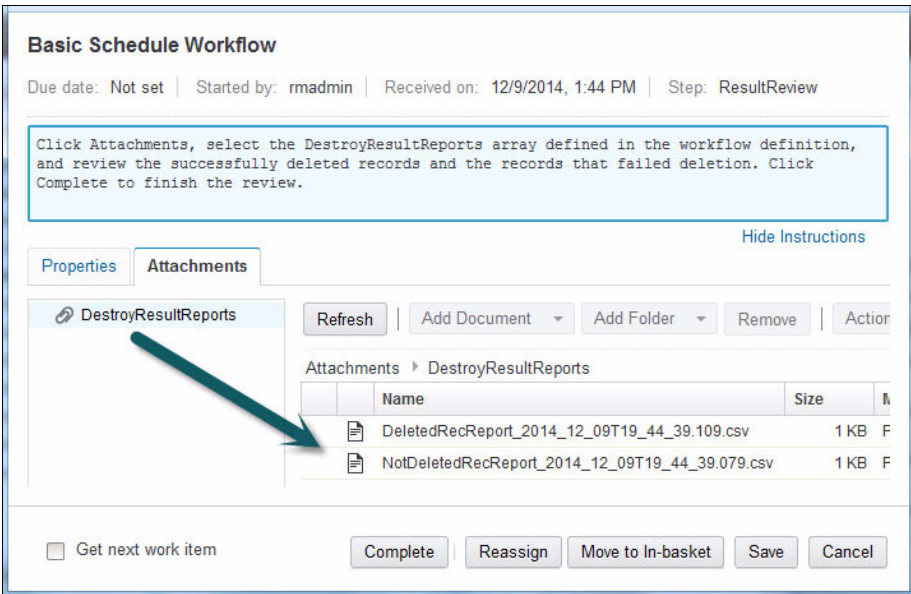 Basic Schedule Workflow
Due date: Not set | Started by: rmadmin | Received on: 12/9/2014, 1:44 PM | Step: ResultReview
Click Attachments, select the DestroyResultReports array defined in the workflow definition,
and review the successfully deleted records and the records that failed deletion. Click
Complete to finish the review.
Hide Instructions
Properties Attachments
DestroyResultReports
Refresh Add Document Add Folder Remove Action
Attachments DestroyResultReports
Name Size
DeletedRecReport_2014_12_09T19_44_39.109.csv 1 KB F
NotDeletedRecReport_2014_12_09T19_44_39.079.csv 1 KB F
Get next work item Complete Reassign Move to In-basket Save Cancel